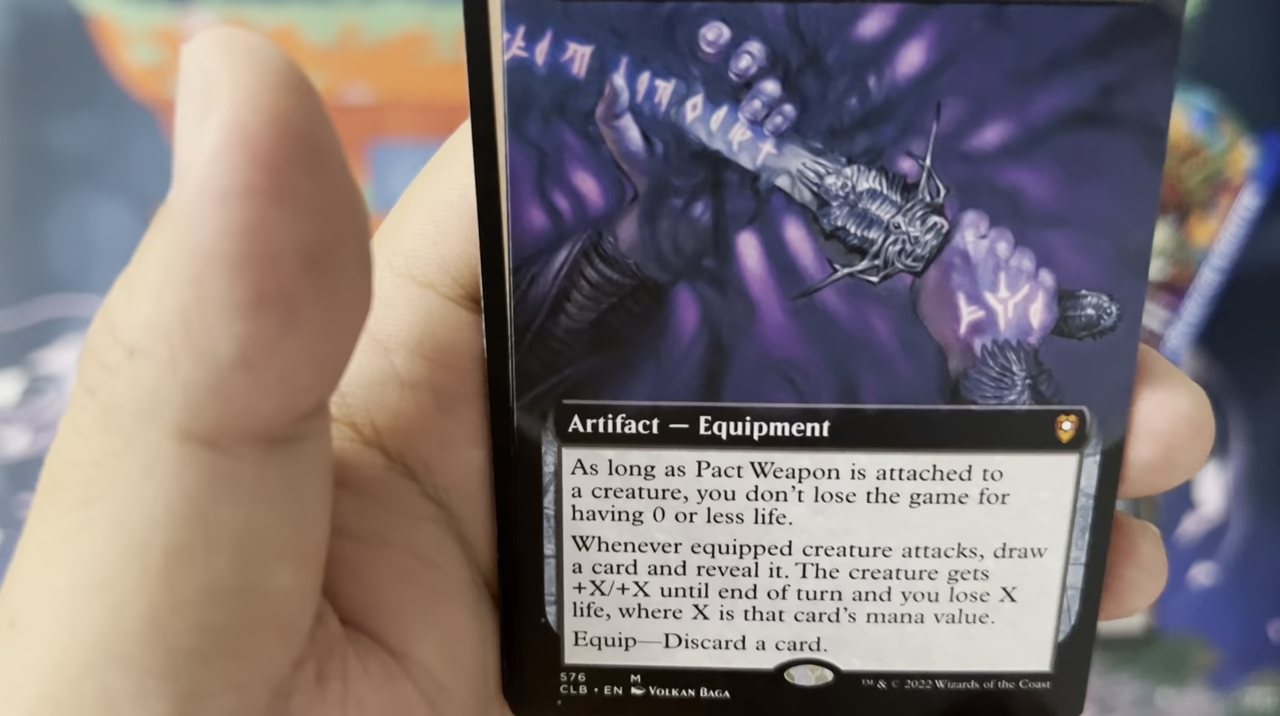 Artifact — Equipment
As long as Pact Weapon is attached to
a creature, you don't lose the game for
having 0 or less life.
Whenever equipped creature attacks, draw
a card and reveal it. The creature gets
+X/+X until end of turn and you lose X
life, where X is that card's mana value.
Equip—Discard a card.
576 M
CLB • EN VOLKAN BAGA
™ & © 2022 Wizards of the Coast